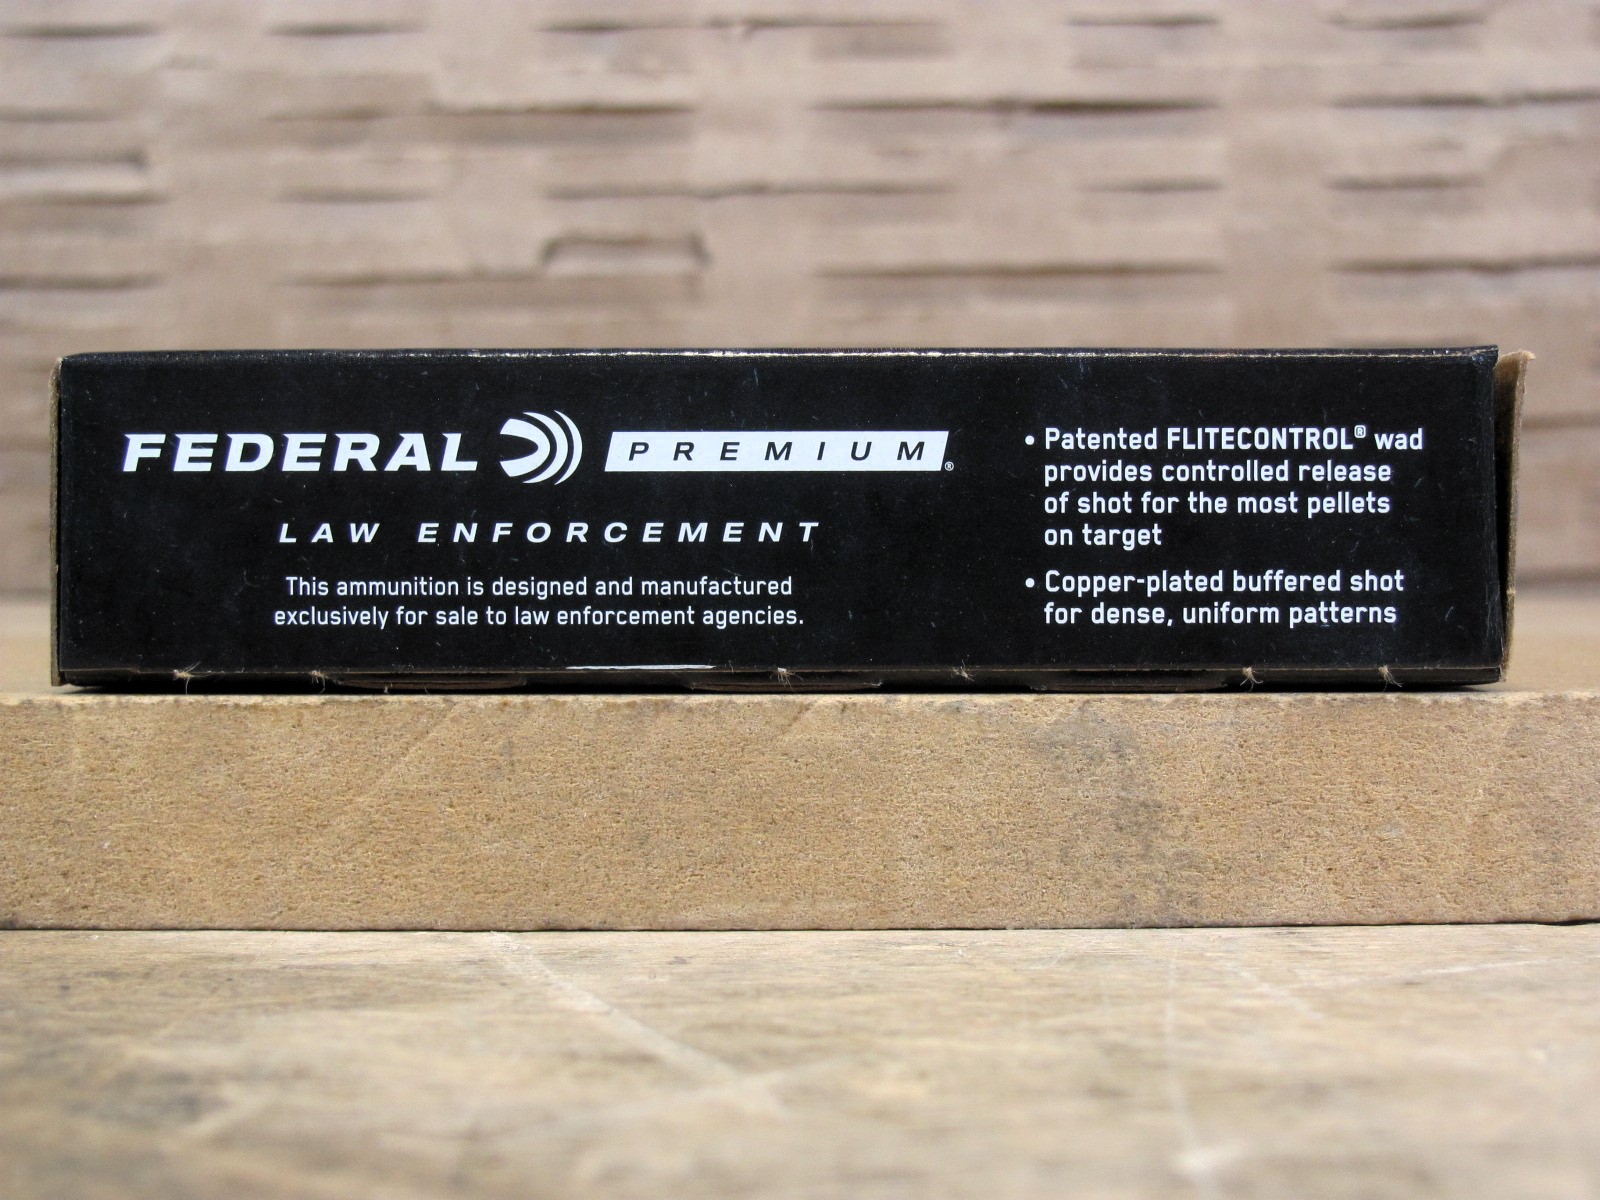 FEDERAL PREMIUM®
LAW ENFORCEMENT
This ammunition is designed and manufactured
exclusively for sale to law enforcement agencies.
• Patented FLITECONTROL® wad
provides controlled release
of shot for the most pellets
on target
• Copper-plated buffered shot
for dense, uniform patterns